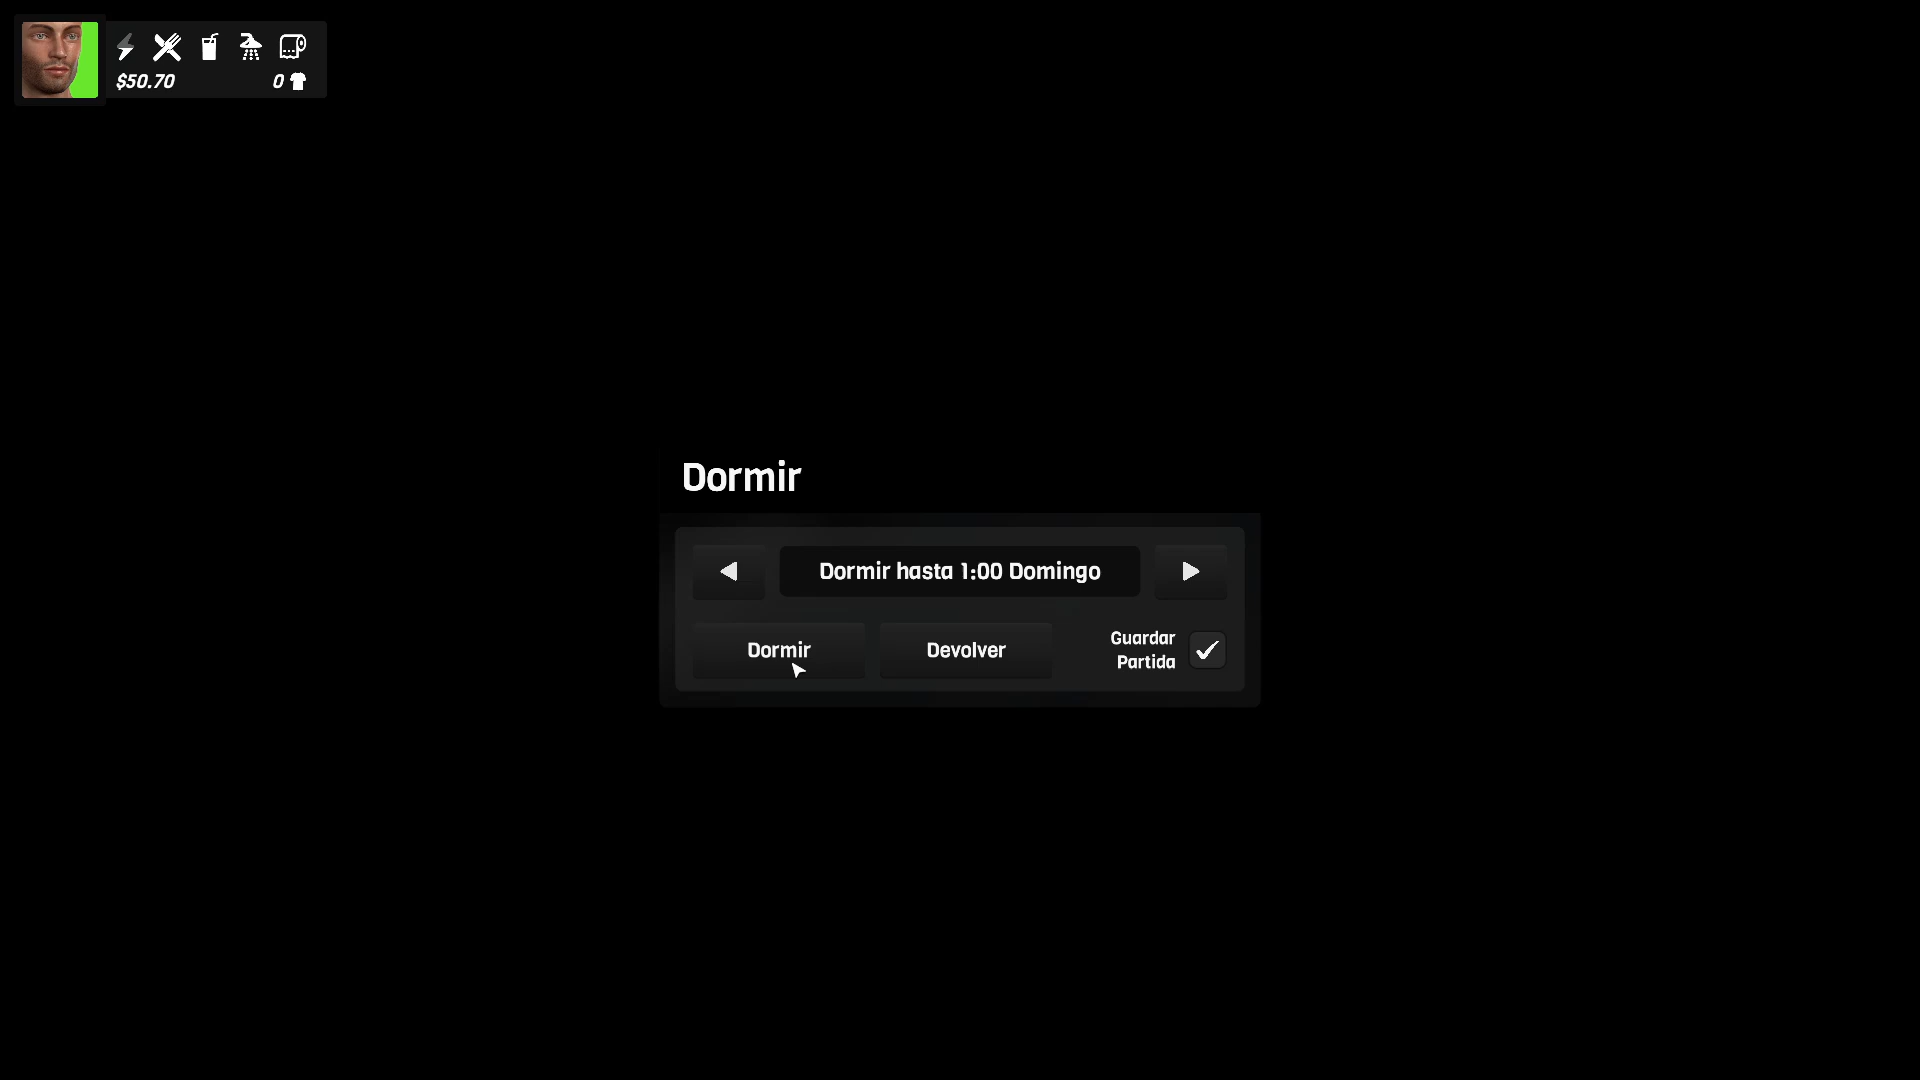 $50.70
0
Dormir
Dormir hasta 1:00 Domingo
Dormir
Devolver
Guardar
Partida